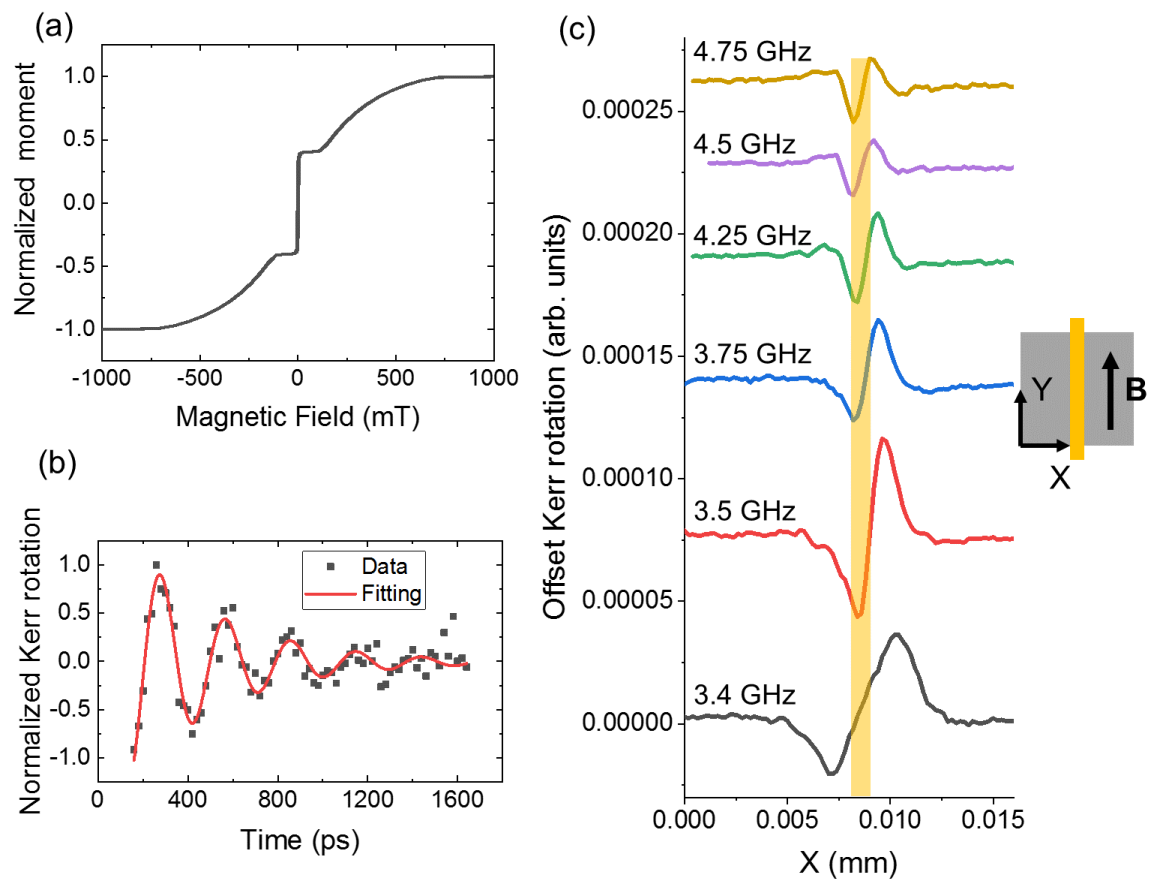 (a)
1.0
0.5
0.0
-0.5
-1.0
Normalized moment
-1000
-500
0
500
1000
Magnetic Field (mT)
(b)
1.0
0.5
0.0
-0.5
-1.0
Normalized Kerr rotation
Data
Fitting
0
400
800
1200
1600
Time (ps)
(c)
4.75 GHz
4.5 GHz
4.25 GHz
3.75 GHz
3.5 GHz
3.4 GHz
0.00025
0.00020
0.00015
0.00010
0.00005
0.00000
Offset Kerr rotation (arb. units)
0.000
0.005
0.010
0.015
X (mm)
Y
B
X